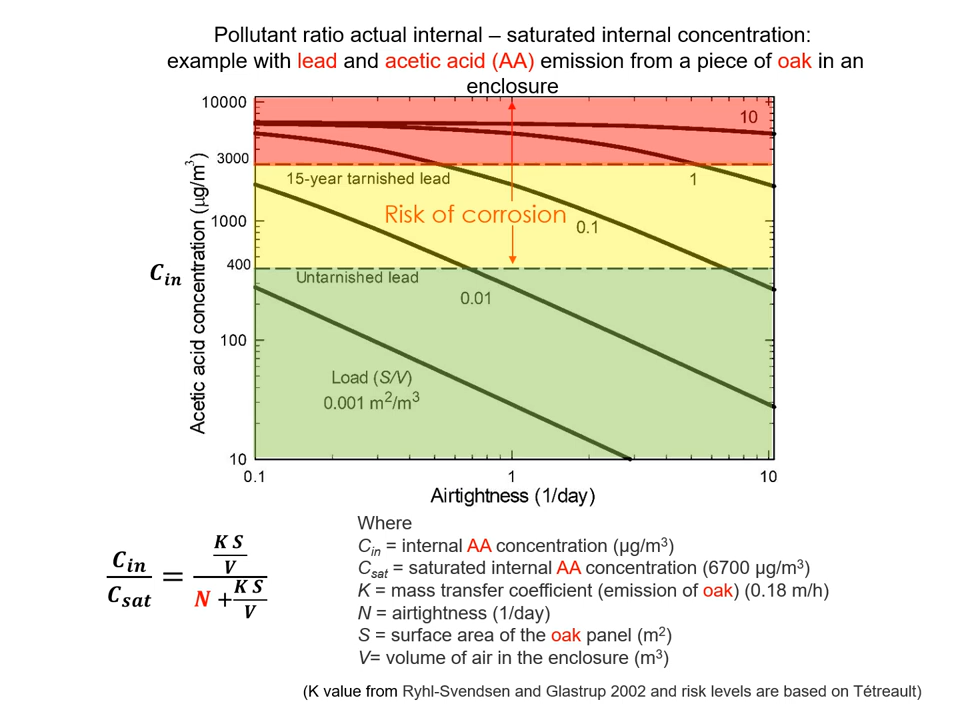 Pollutant ratio actual internal – saturated internal concentration:
example with lead and acetic acid (AA) emission from a piece of oak in an
enclosure
10000
3000
1000
400
100
10
Acetic acid concentration (µg/m³)
C_in
10
1
0.1
0.01
15-year tarnished lead
Risk of corrosion
Untarnished lead
Load (S/V)
0.001 m²/m³
0.1
1
10
Airtightness (1/day)
C_in / C_sat = (K S / V) / (N + K S / V)
Where
C_in = internal AA concentration (µg/m³)
C_sat = saturated internal AA concentration (6700 µg/m³)
K = mass transfer coefficient (emission of oak) (0.18 m/h)
N = airtightness (1/day)
S = surface area of the oak panel (m²)
V= volume of air in the enclosure (m³)
(K value from Ryhl-Svendsen and Glastrup 2002 and risk levels are based on Tétreault)